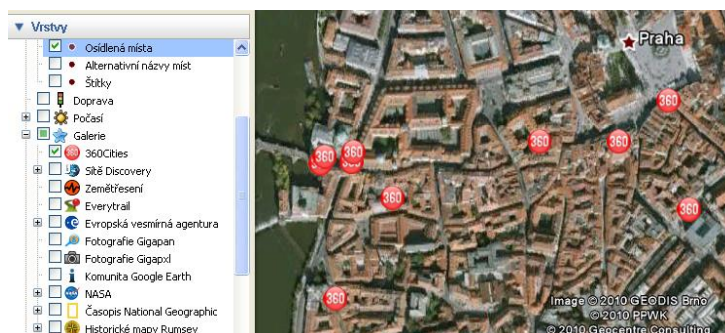 Vrstvy
Osídlená místa
Alternativní názvy míst
Štítky
Doprava
Počasí
Galerie
360 360Cities
Sítě Discovery
Zemětřesení
Everytrail
Evropská vesmírná agentura
Fotografie Gigapan
Fotografie Gigapxl
Komunita Google Earth
NASA
Časopis National Geographic
Historické mapy Rumsey
Praha
360
360
360
360
360
360
360
360
360
Image © 2010 GEODIS Brno
© 2010 PPWK
© 2010 Geocentre Consulting